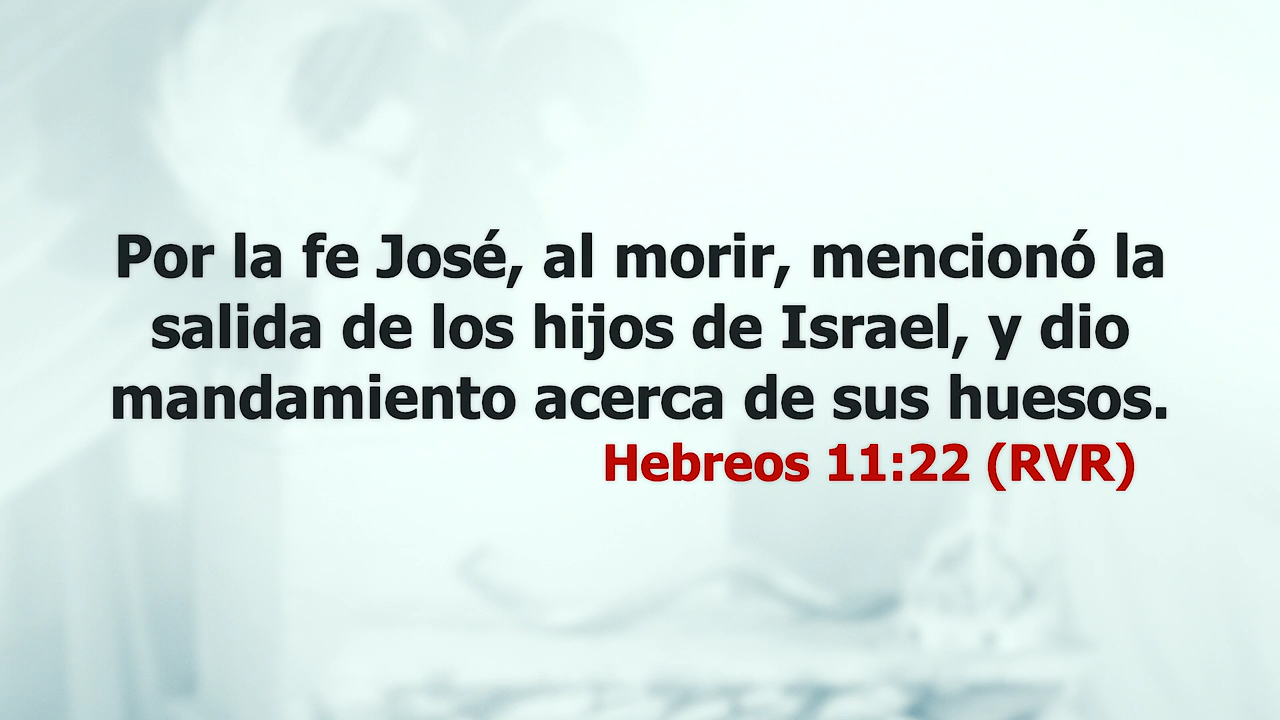 Por la fe José, al morir, mencionó la
salida de los hijos de Israel, y dio
mandamiento acerca de sus huesos.
Hebreos 11:22 (RVR)